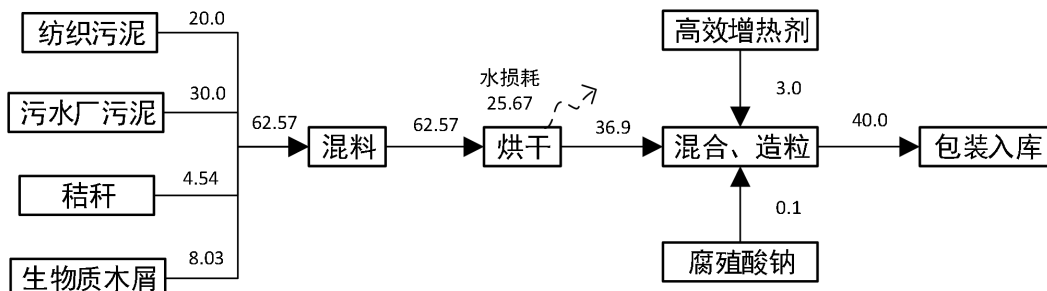 纺织污泥
20.0
污水厂污泥
30.0
秸秆
4.54
生物质木屑
8.03
62.57
混料
62.57
水损耗
25.67
烘干
36.9
高效增热剂
3.0
混合、造粒
0.1
腐殖酸钠
40.0
包装入库